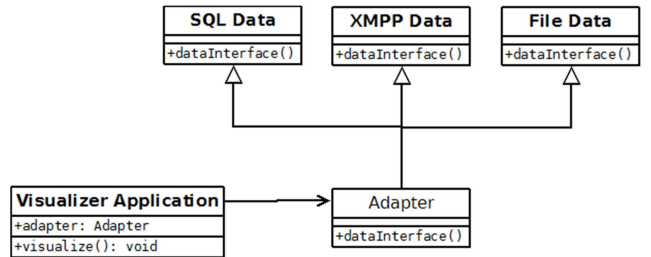 SQL Data
+dataInterface()
XMPP Data
+dataInterface()
File Data
+dataInterface()
Visualizer Application
+adapter: Adapter
+visualize(): void
Adapter
+dataInterface()